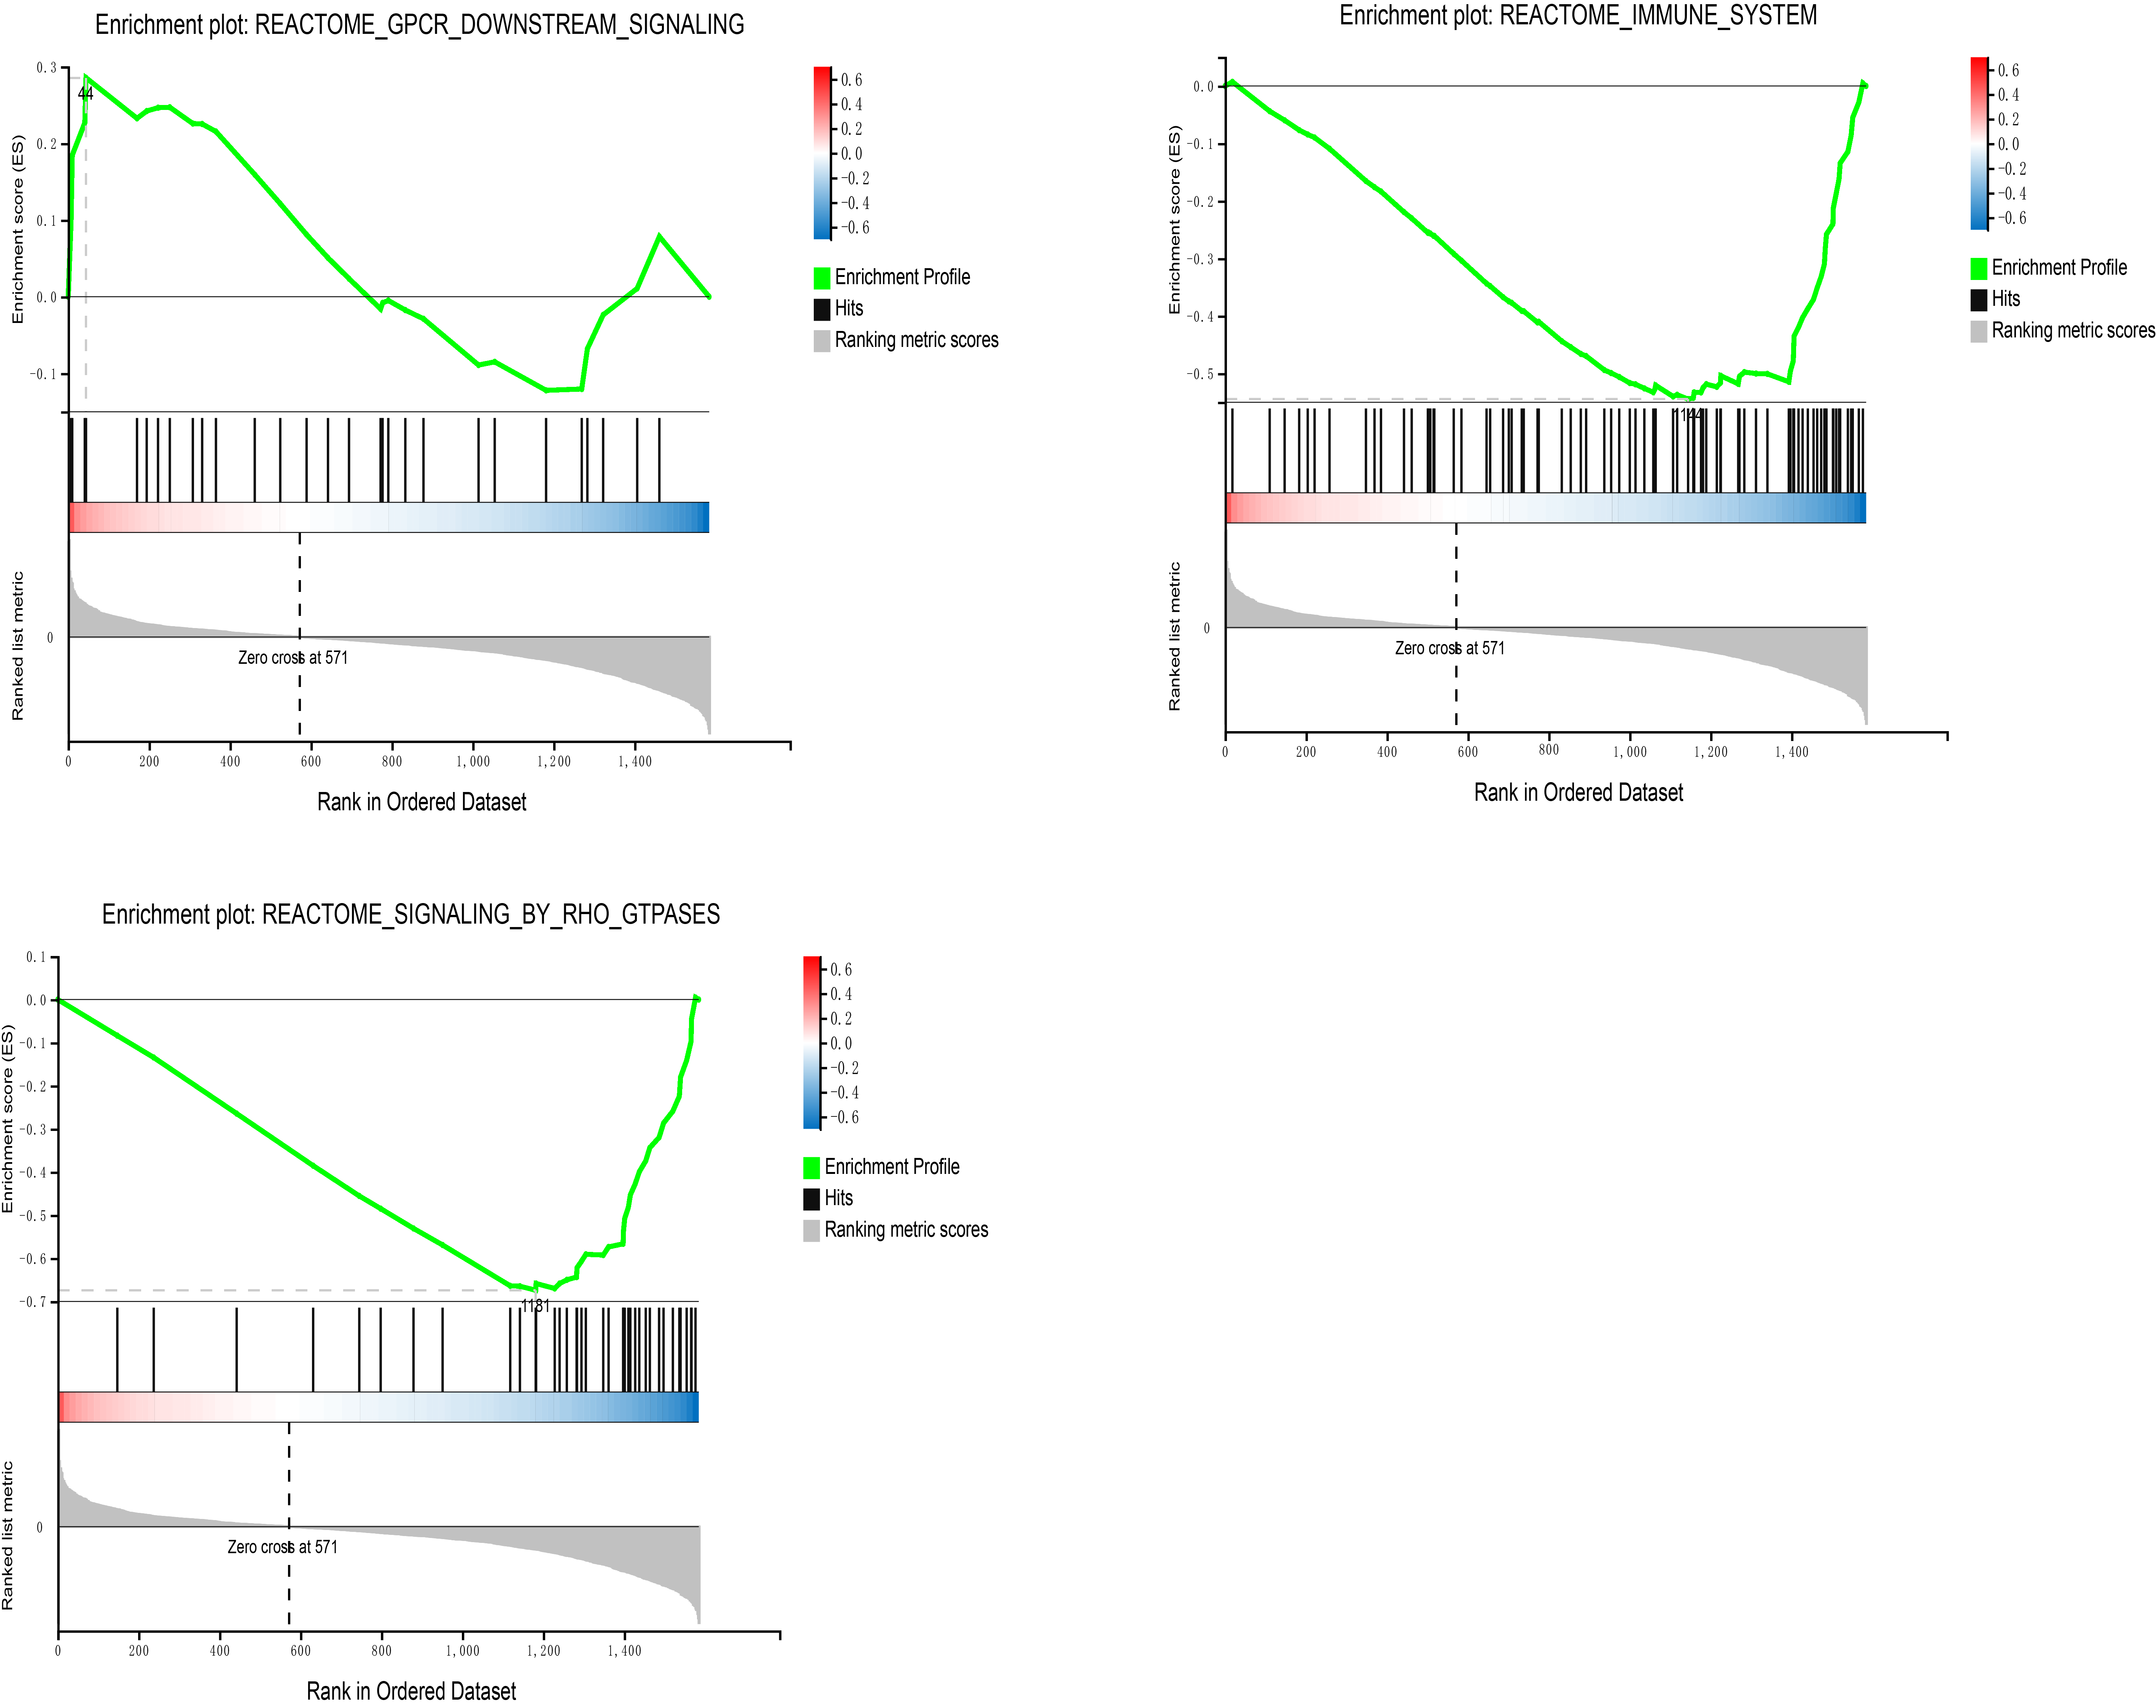 Enrichment plot: REACTOME_GPCR_DOWNSTREAM_SIGNALING
Enrichment score (ES)
0.3
0.2
0.1
0.0
-0.1
44
0.6
0.4
0.2
0.0
-0.2
-0.4
-0.6
Enrichment Profile
Hits
Ranking metric scores
Ranked list metric
0
Zero cross at 571
0 200 400 600 800 1,000 1,200 1,400
Rank in Ordered Dataset
Enrichment plot: REACTOME_IMMUNE_SYSTEM
Enrichment score (ES)
0.0
-0.1
-0.2
-0.3
-0.4
-0.5
1144
0.6
0.4
0.2
0.0
-0.2
-0.4
-0.6
Enrichment Profile
Hits
Ranking metric scores
Ranked list metric
0
Zero cross at 571
0 200 400 600 800 1,000 1,200 1,400
Rank in Ordered Dataset
Enrichment plot: REACTOME_SIGNALING_BY_RHO_GTPASES
Enrichment score (ES)
0.1
0.0
-0.1
-0.2
-0.3
-0.4
-0.5
-0.6
-0.7
1181
0.6
0.4
0.2
0.0
-0.2
-0.4
-0.6
Enrichment Profile
Hits
Ranking metric scores
Ranked list metric
0
Zero cross at 571
0 200 400 600 800 1,000 1,200 1,400
Rank in Ordered Dataset